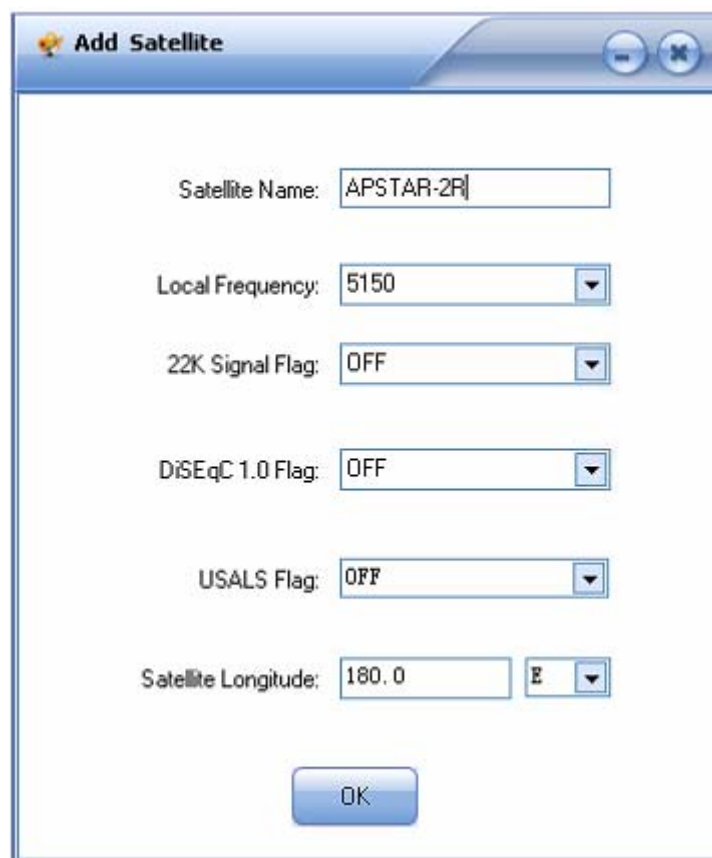 Add Satellite
Satellite Name: APSTAR-2R
Local Frequency: 5150
22K Signal Flag: OFF
DiSEqC 1.0 Flag: OFF
USALS Flag: OFF
Satellite Longitude: 180.0 E
OK